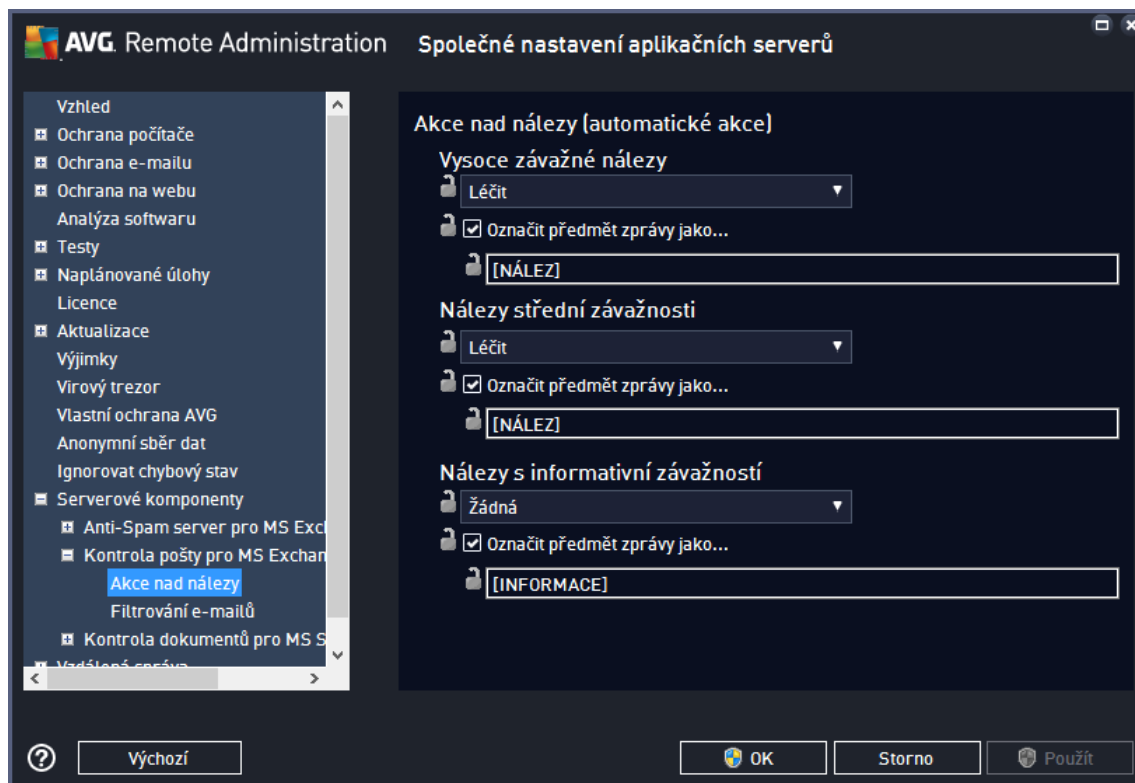 AVG. Remote Administration
Společné nastavení aplikačních serverů
Vzhled
Ochrana počítače
Ochrana e-mailu
Ochrana na webu
Analýza softwaru
Testy
Naplánované úlohy
Licence
Aktualizace
Výjimky
Virový trezor
Vlastní ochrana AVG
Anonymní sběr dat
Ignorovat chybový stav
Serverové komponenty
Anti-Spam server pro MS Excl
Kontrola pošty pro MS Exchan
Akce nad nálezy
Filtrování e-mailů
Kontrola dokumentů pro MS S
Vzdálená správa
Akce nad nálezy (automatické akce)
Vysoce závažné nálezy
Léčit
Označit předmět zprávy jako...
[NÁLEZ]
Nálezy střední závažnosti
Léčit
Označit předmět zprávy jako...
[NÁLEZ]
Nálezy s informativní závažností
Žádná
Označit předmět zprávy jako...
[INFORMACE]
Výchozí
OK
Storno
Použít